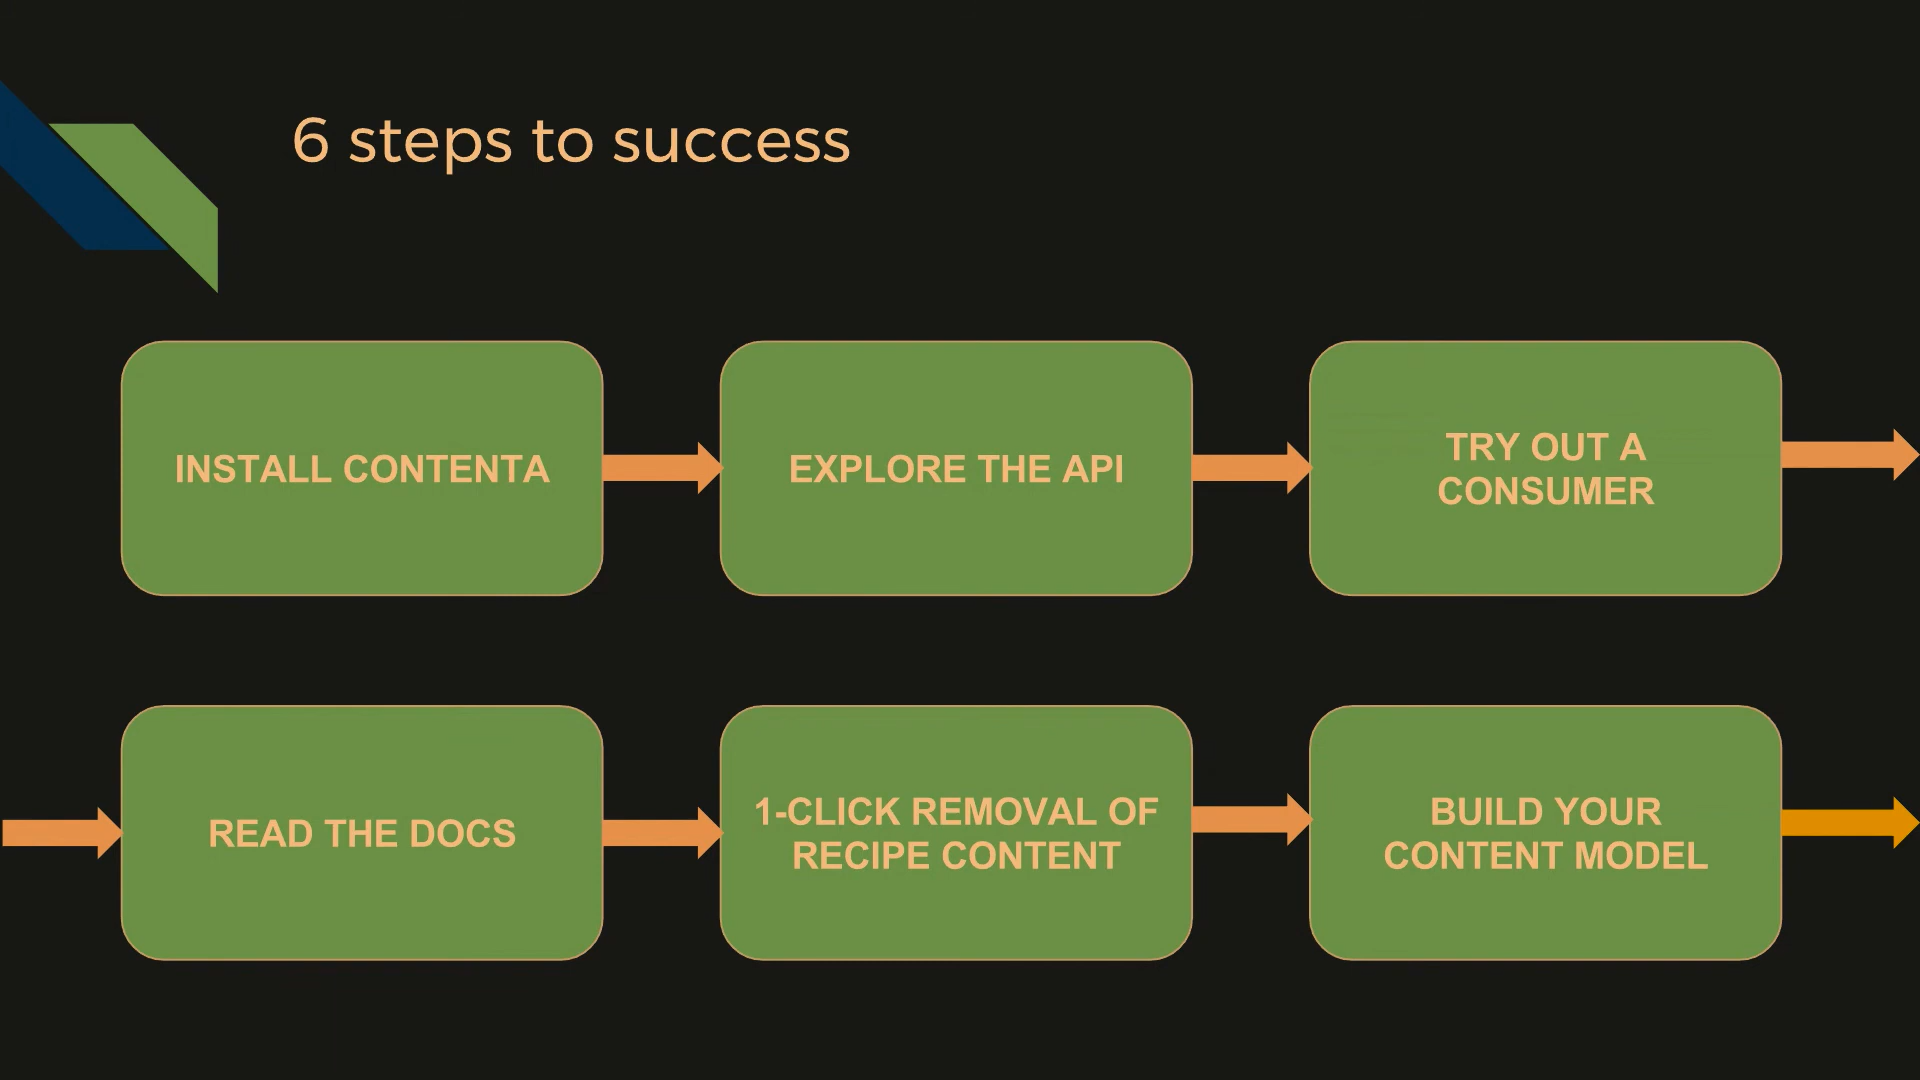 6 steps to success
INSTALL CONTENTA
EXPLORE THE API
TRY OUT A
CONSUMER
READ THE DOCS
1-CLICK REMOVAL OF
RECIPE CONTENT
BUILD YOUR
CONTENT MODEL